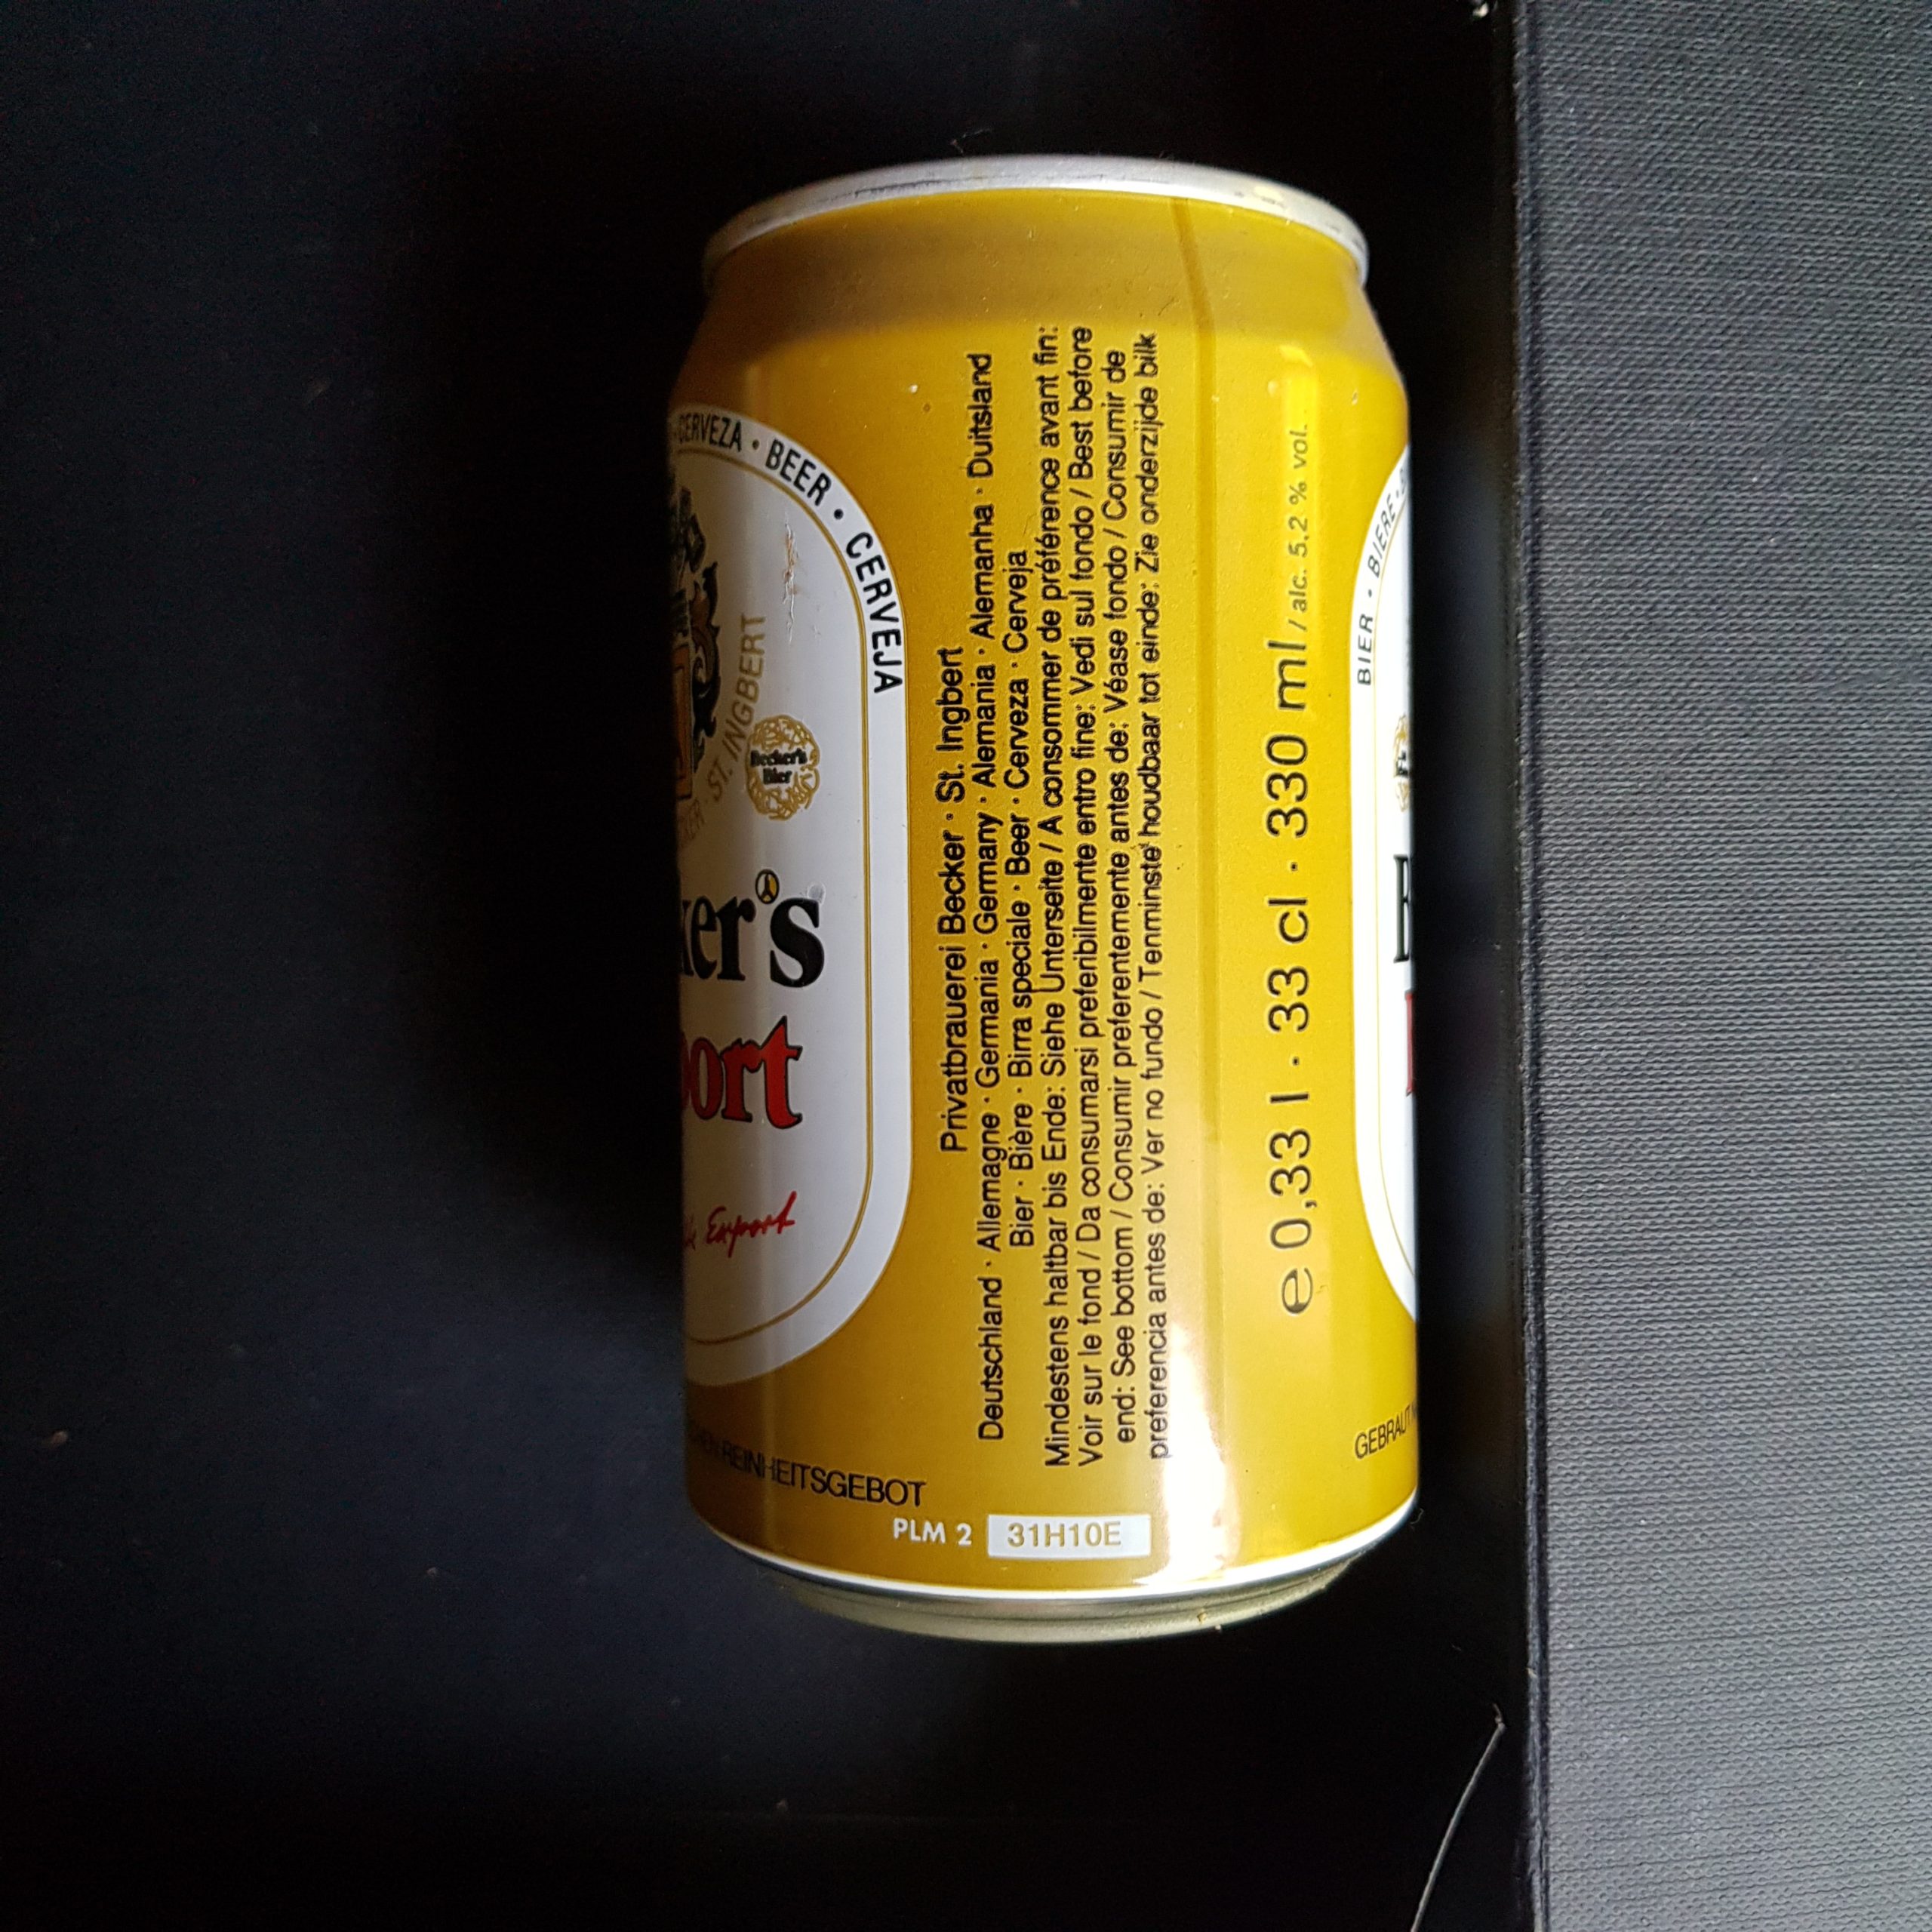 CERVEZA · BEER · CERVEJA
ST. INGBERT
Becker's
Bier
Export
REINHEITSGEBOT
Privatbrauerei Becker · St. Ingbert
Deutschland · Allemagne · Germania · Germany · Alemania · Alemanha · Duitsland
Bier · Bière · Birra speciale · Beer · Cerveza · Cerveja
Mindestens haltbar bis Ende: Siehe Unterseite / A consommer de préférence avant fin:
Voir sur le fond / Da consumarsi preferibilmente entro fine: Vedi sul fondo / Best before
end: See bottom / Consumir preferentemente antes de: Véase fondo / Consumir de
preferencia antes de: Ver no fundo / Tenminste houdbaar tot einde: Zie onderzijde bilk
e 0,33 l · 33 cl · 330 ml / alc. 5,2 % vol.
PLM 2 31H10E
BIER · BIERE